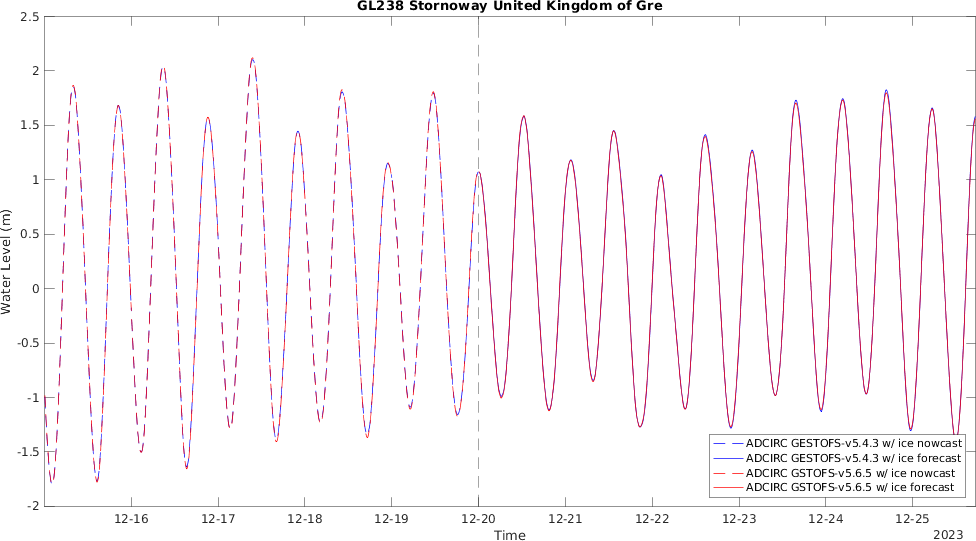 GL238 Stornoway United Kingdom of Gre
2.5
2
1.5
1
0.5
0
-0.5
-1
-1.5
-2
Water Level (m)
ADCIRC GESTOFS-v5.4.3 w/ ice nowcast
ADCIRC GESTOFS-v5.4.3 w/ ice forecast
ADCIRC GSTOFS-v5.6.5 w/ ice nowcast
ADCIRC GSTOFS-v5.6.5 w/ ice forecast
12-16 12-17 12-18 12-19 12-20 12-21 12-22 12-23 12-24 12-25
Time
2023